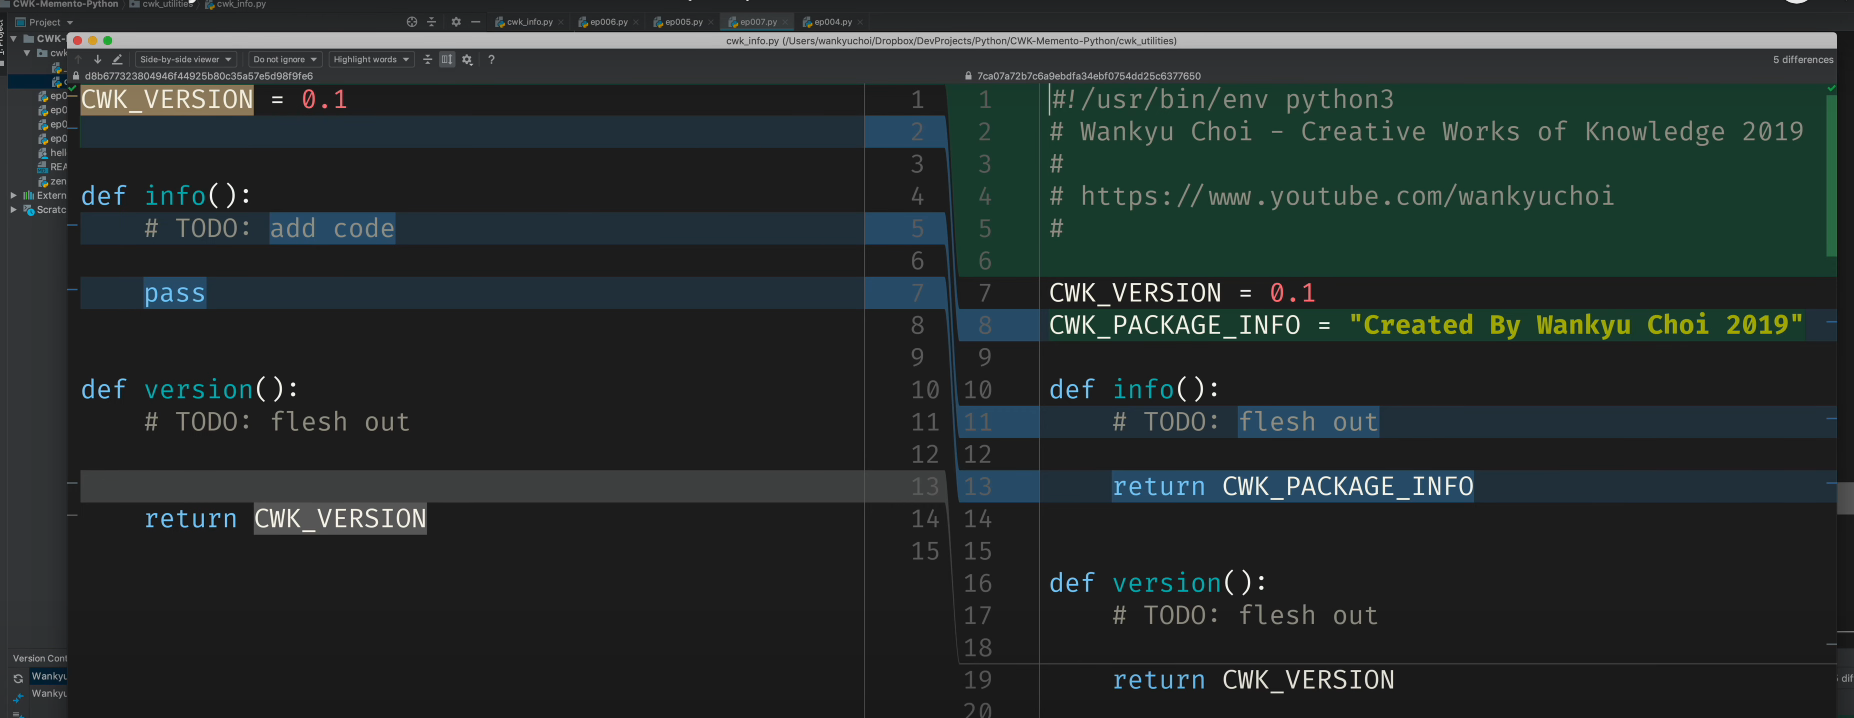 CWK-Memento-Python cwk_utilities cwk_info.py
Project cwk_info.py ep006.py ep005.py ep007.py ep004.py
cwk_info.py (/Users/wankyuchoi/Dropbox/DevProjects/Python/CWK-Memento-Python/cwk_utilities)
Side-by-side viewer Do not ignore Highlight words ? 5 differences
d8b677323804946f44925b80c35a57e5d98f9fe6
7ca07a72b7c6a9ebdfa34ebf0754dd25c6377650
CWK_VERSION = 0.1 1
2
3
def info(): 4
# TODO: add code 5
6
pass 7
8
9
def version(): 10
# TODO: flesh out 11
12
13
return CWK_VERSION 14
15
1 #!/usr/bin/env python3
2 # Wankyu Choi - Creative Works of Knowledge 2019
3 #
4 # https://www.youtube.com/wankyuchoi
5 #
6
7 CWK_VERSION = 0.1
8 CWK_PACKAGE_INFO = "Created By Wankyu Choi 2019"
9
10 def info():
11 # TODO: flesh out
12
13 return CWK_PACKAGE_INFO
14
15
16 def version():
17 # TODO: flesh out
18
19 return CWK_VERSION
20
CWK-
cwk
ep0
ep0
ep0
ep0
hell
REA
zen
Extern
Scratc
Version Cont
Wankyu
Wankyu
5 dif